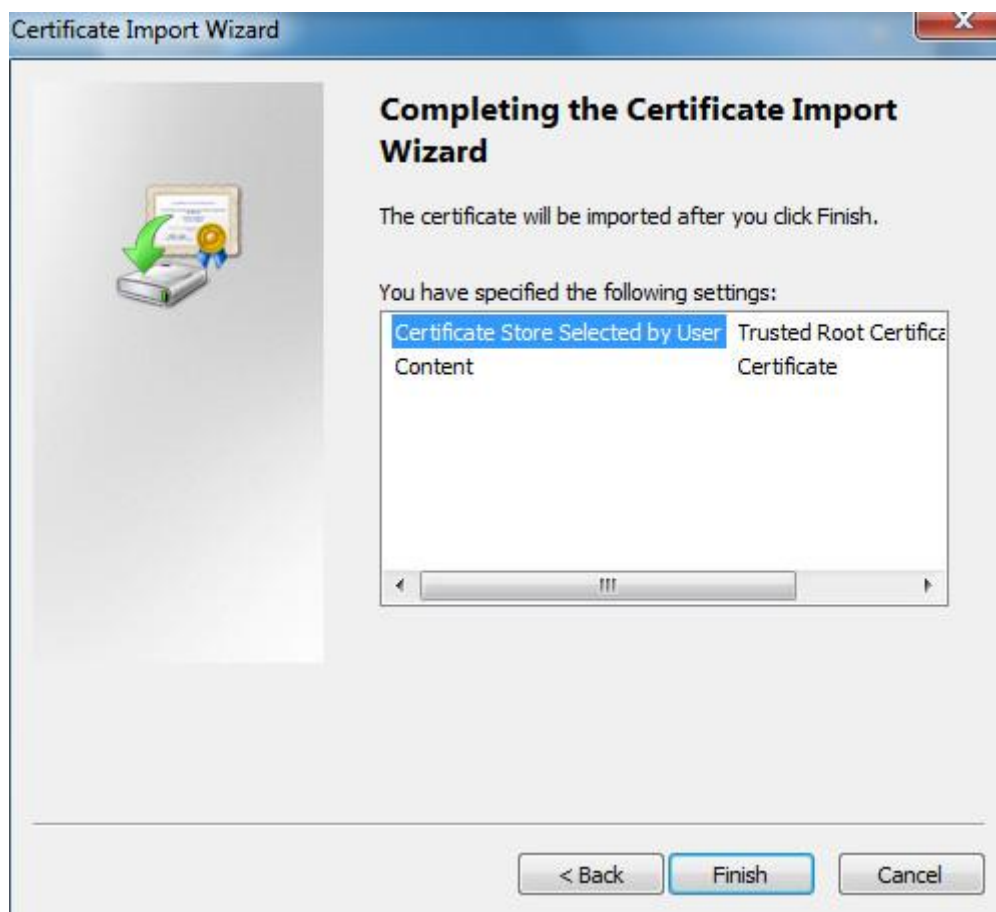 Certificate Import Wizard
X
Completing the Certificate Import
Wizard
The certificate will be imported after you click Finish.
You have specified the following settings:
Certificate Store Selected by User Trusted Root Certifica
Content Certificate
< Back Finish Cancel